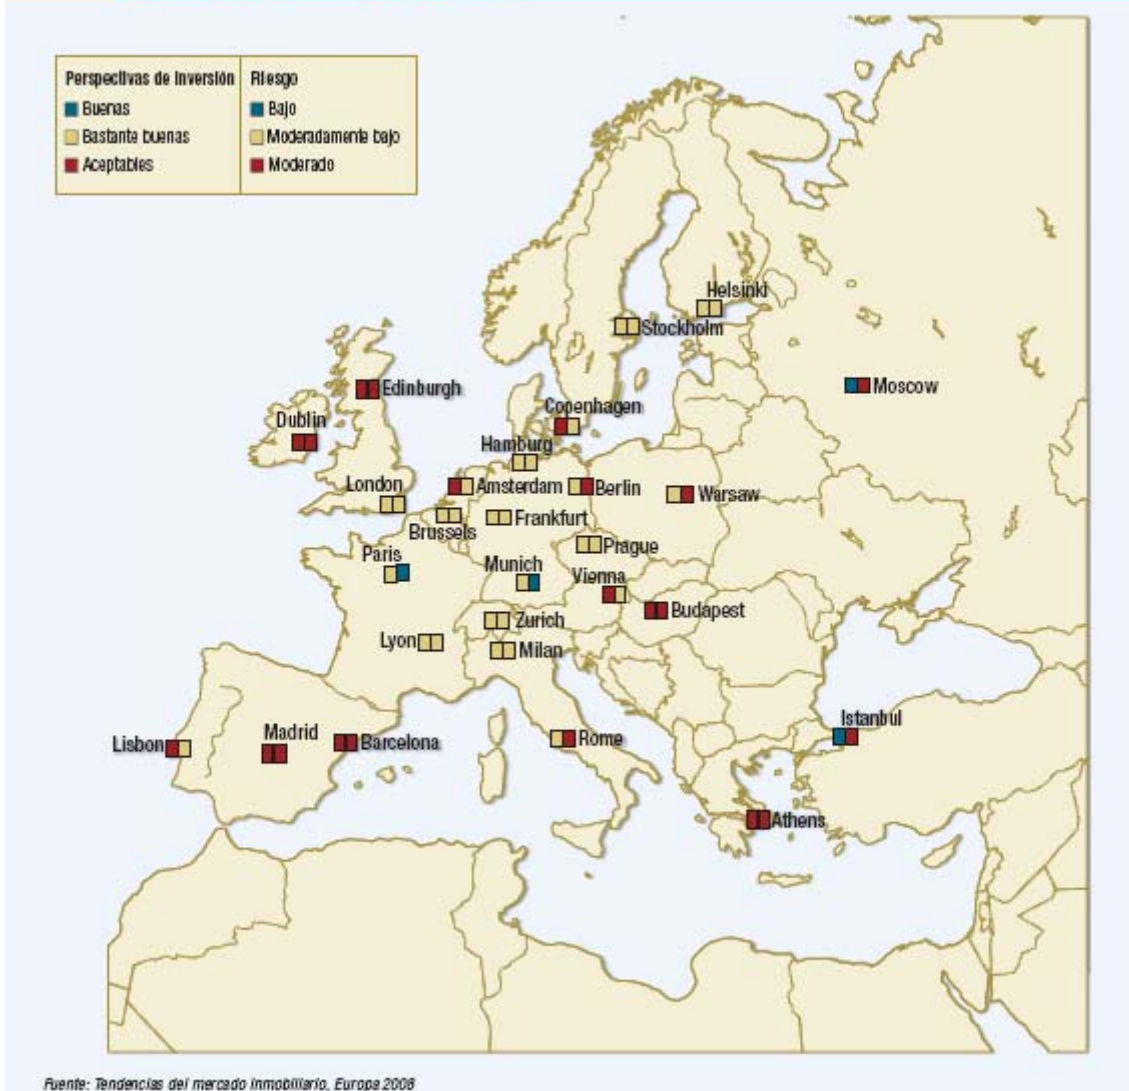 Perspectivas de Inversión
Buenas
Bastante buenas
Aceptables
Riesgo
Bajo
Moderadamente bajo
Moderado
Helsinki
Stockholm
Moscow
Edinburgh
Copenhagen
Dublin
Hamburg
London
Amsterdam
Berlin
Warsaw
Brussels
Frankfurt
Prague
Paris
Munich
Vienna
Budapest
Zurich
Lyon
Milan
Istanbul
Lisbon
Madrid
Barcelona
Rome
Athens
Fuente: Tendencias del mercado inmobiliario, Europa 2008